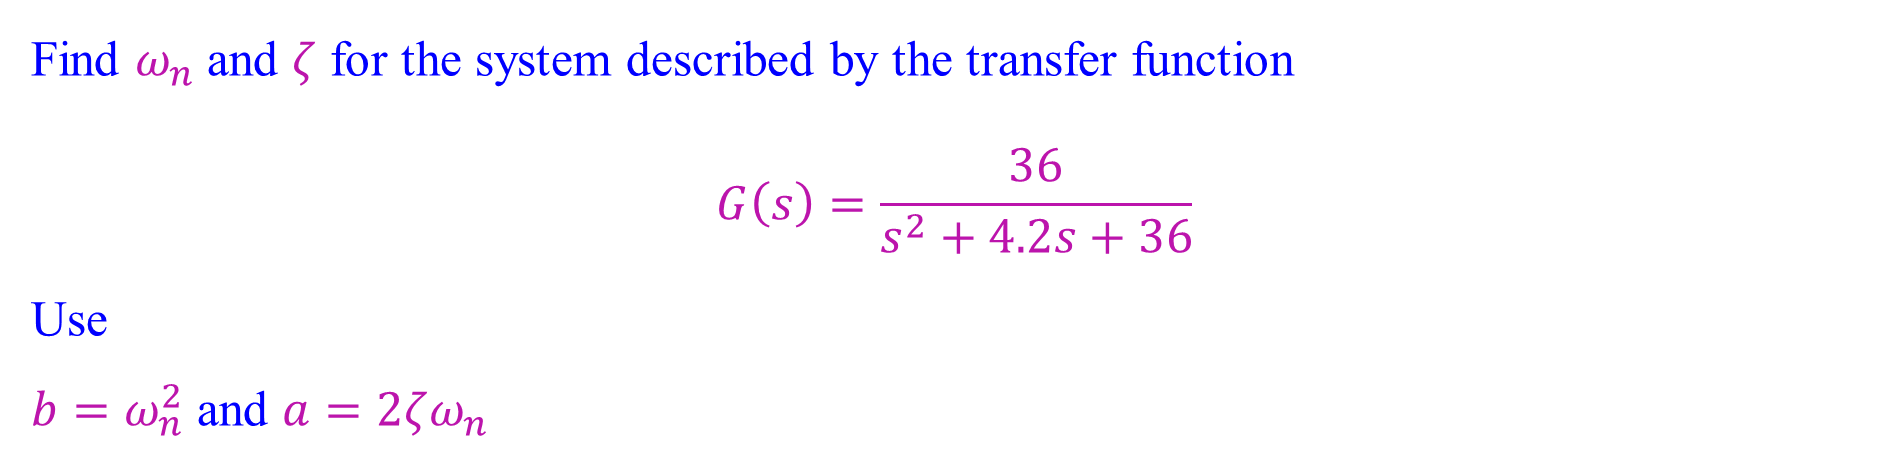 Find ωₙ and ζ for the system described by the transfer function
G(s) = 36 / (s² + 4.2s + 36)
Use
b = ωₙ² and a = 2ζωₙ